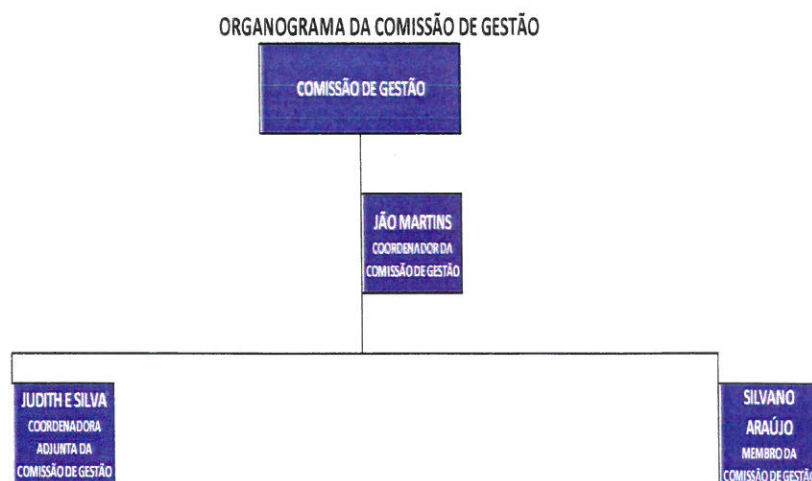 ORGANOGRAMA DA COMISSÃO DE GESTÃO
COMISSÃO DE GESTÃO
JÃO MARTINS
COORDENADOR DA
COMISSÃO DE GESTÃO
JUDITH E SILVA
COORDENADORA
ADJUNTA DA
COMISSÃO DE GESTÃO
SILVANO
ARAÚJO
MEMBRO DA
COMISSÃO DE GESTÃO